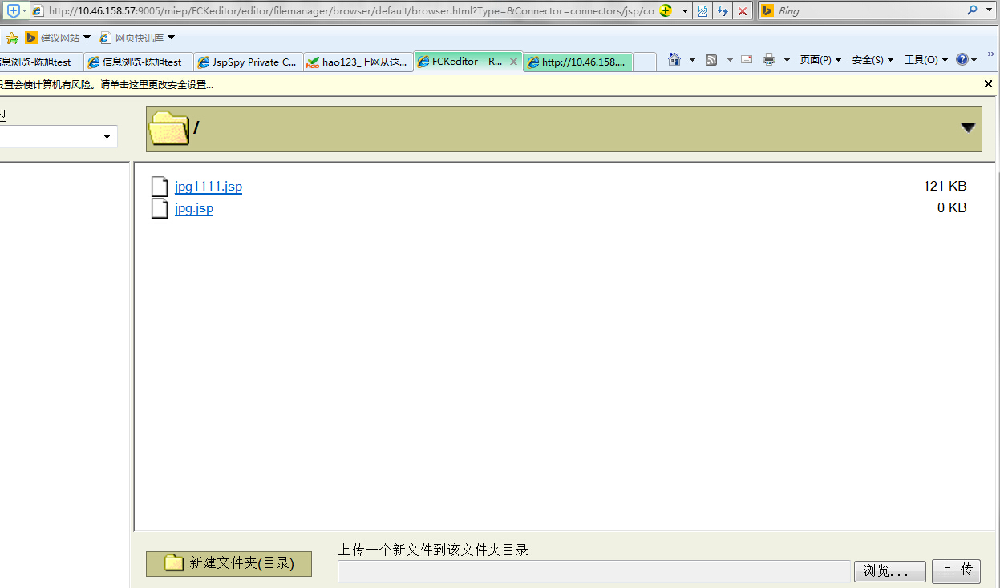 http://10.46.158.57:9005/miep/FCKeditor/editor/filemanager/browser/default/browser.html?Type=&Connector=connectors/jsp/co
Bing
建议网站
网页快讯库
息浏览-陈旭test
信息浏览-陈旭test
JspSpy Private C...
hao123_上网从这...
FCKeditor - R...
http://10.46.158....
页面(P)
安全(S)
工具(O)
设置会使计算机有风险。请单击这里更改安全设置...
型
/
jpg1111.jsp 121 KB
jpg.jsp 0 KB
上传一个新文件到该文件夹目录
新建文件夹(目录)
浏览...
上 传